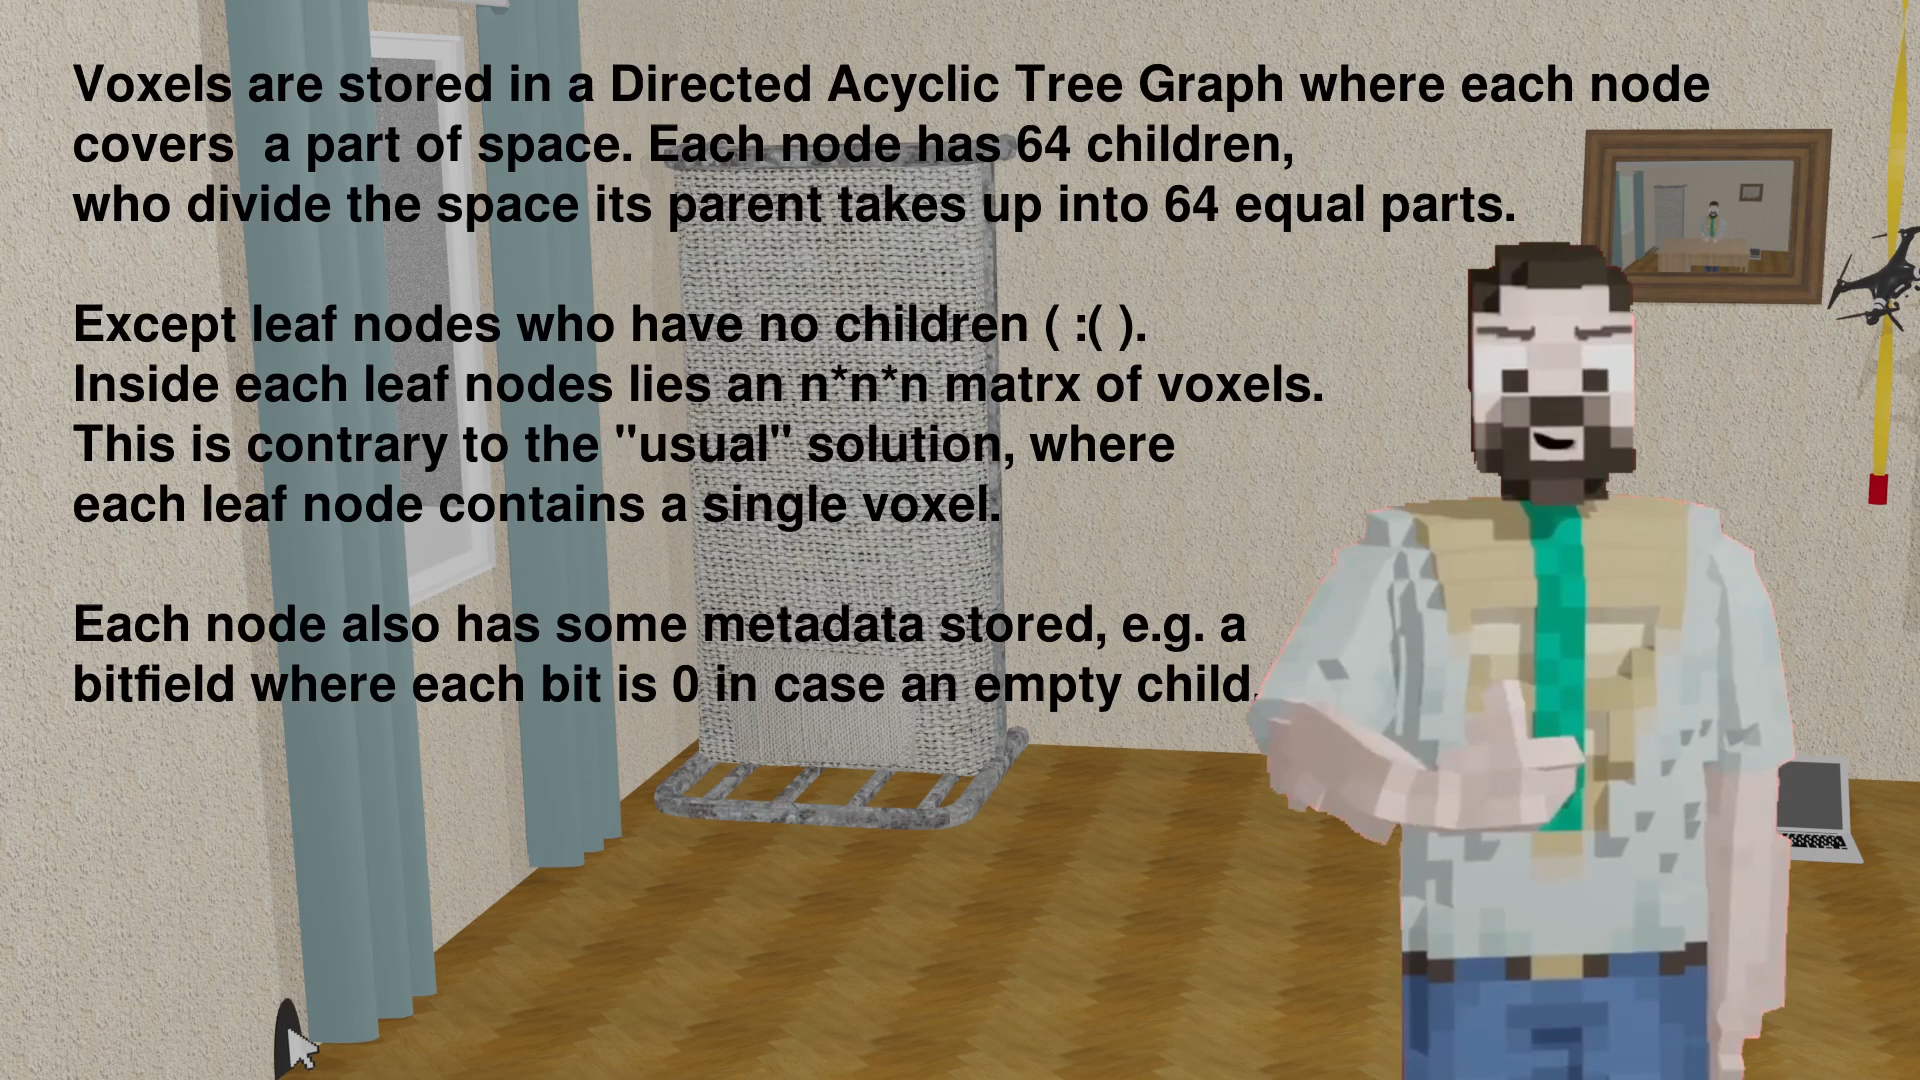 Voxels are stored in a Directed Acyclic Tree Graph where each node
covers  a part of space. Each node has 64 children,
who divide the space its parent takes up into 64 equal parts.
Except leaf nodes who have no children ( :( ).
Inside each leaf nodes lies an n*n*n matrx of voxels.
This is contrary to the "usual" solution, where
each leaf node contains a single voxel.
Each node also has some metadata stored, e.g. a
bitfield where each bit is 0 in case an empty child.